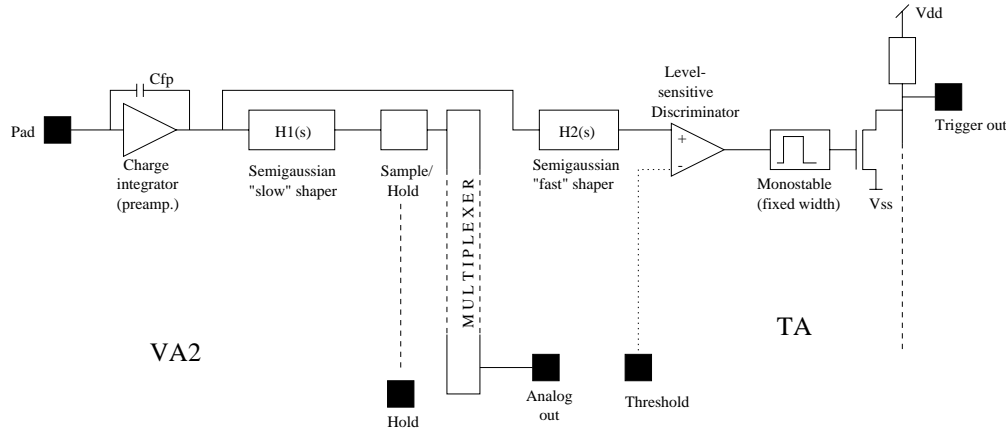 Vdd
Cfp
Level-
sensitive
Discriminator
Pad
H1(s)
H2(s)
+
-
Trigger out
Charge
integrator
(preamp.)
Semigaussian
"slow" shaper
Sample/
Hold
MULTIPLEXER
Semigaussian
"fast" shaper
Monostable
(fixed width)
Vss
VA2
TA
Hold
Analog
out
Threshold